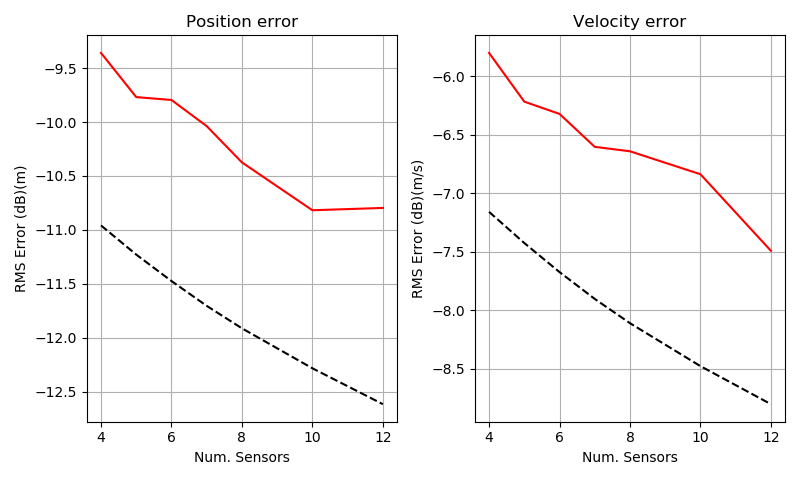 Position error
RMS Error (dB)(m)
−9.5
−10.0
−10.5
−11.0
−11.5
−12.0
−12.5
4 6 8 10 12
Num. Sensors
Velocity error
RMS Error (dB)(m/s)
−6.0
−6.5
−7.0
−7.5
−8.0
−8.5
4 6 8 10 12
Num. Sensors